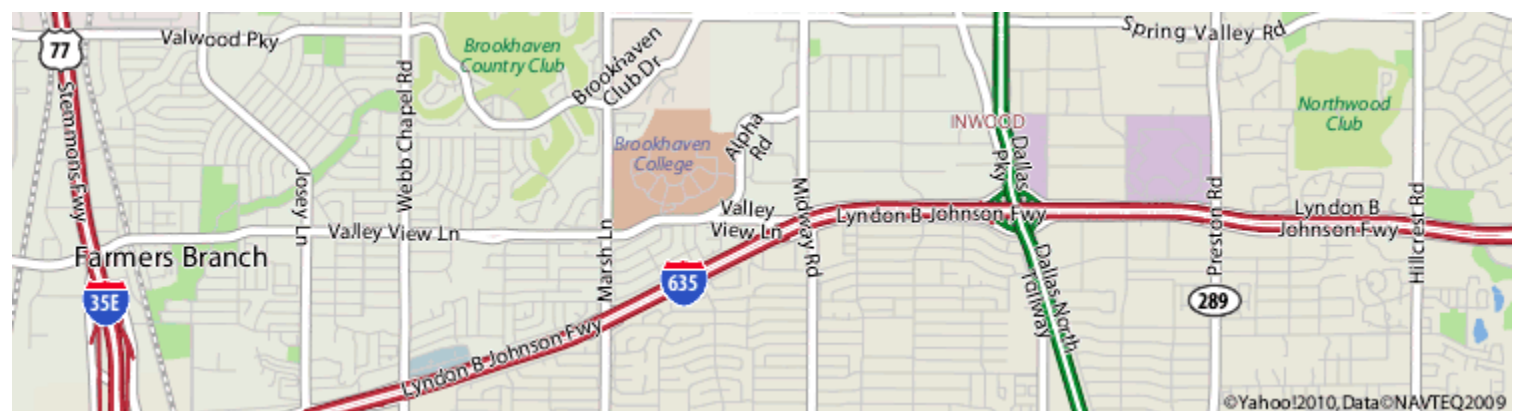 Valwood Pky
77
Stemmons Fwy
Brookhaven
Country Club
Brookhaven
Club Dr
Spring Valley Rd
Webb Chapel Rd
Northwood
Club
INWOOD
Alpha
Rd
Brookhaven
College
Dallas
Pky
Josey Ln
Midway Rd
Preston Rd
Hillcrest Rd
Valley
View Ln
Lyndon B Johnson Fwy
Lyndon B
Johnson Fwy
Valley View Ln
Marsh Ln
Farmers Branch
635
35E
289
Dallas North
Tollway
Lyndon B Johnson Fwy
©Yahoo!2010,Data©NAVTEQ2009